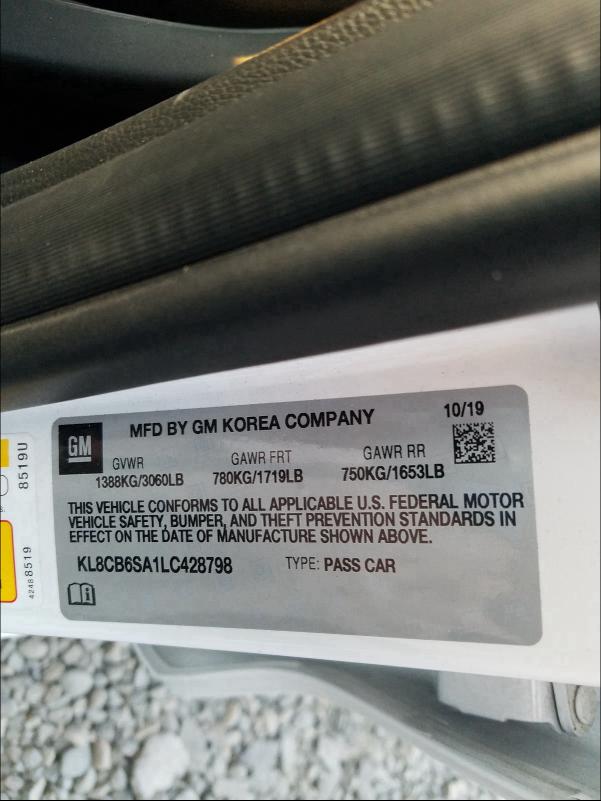 GM
MFD BY GM KOREA COMPANY
10/19
GVWR
GAWR FRT
GAWR RR
1388KG/3060LB
780KG/1719LB
750KG/1653LB
THIS VEHICLE CONFORMS TO ALL APPLICABLE U.S. FEDERAL MOTOR
VEHICLE SAFETY, BUMPER, AND THEFT PREVENTION STANDARDS IN
EFFECT ON THE DATE OF MANUFACTURE SHOWN ABOVE.
KL8CB6SA1LC428798
TYPE: PASS CAR
8519U
42488519